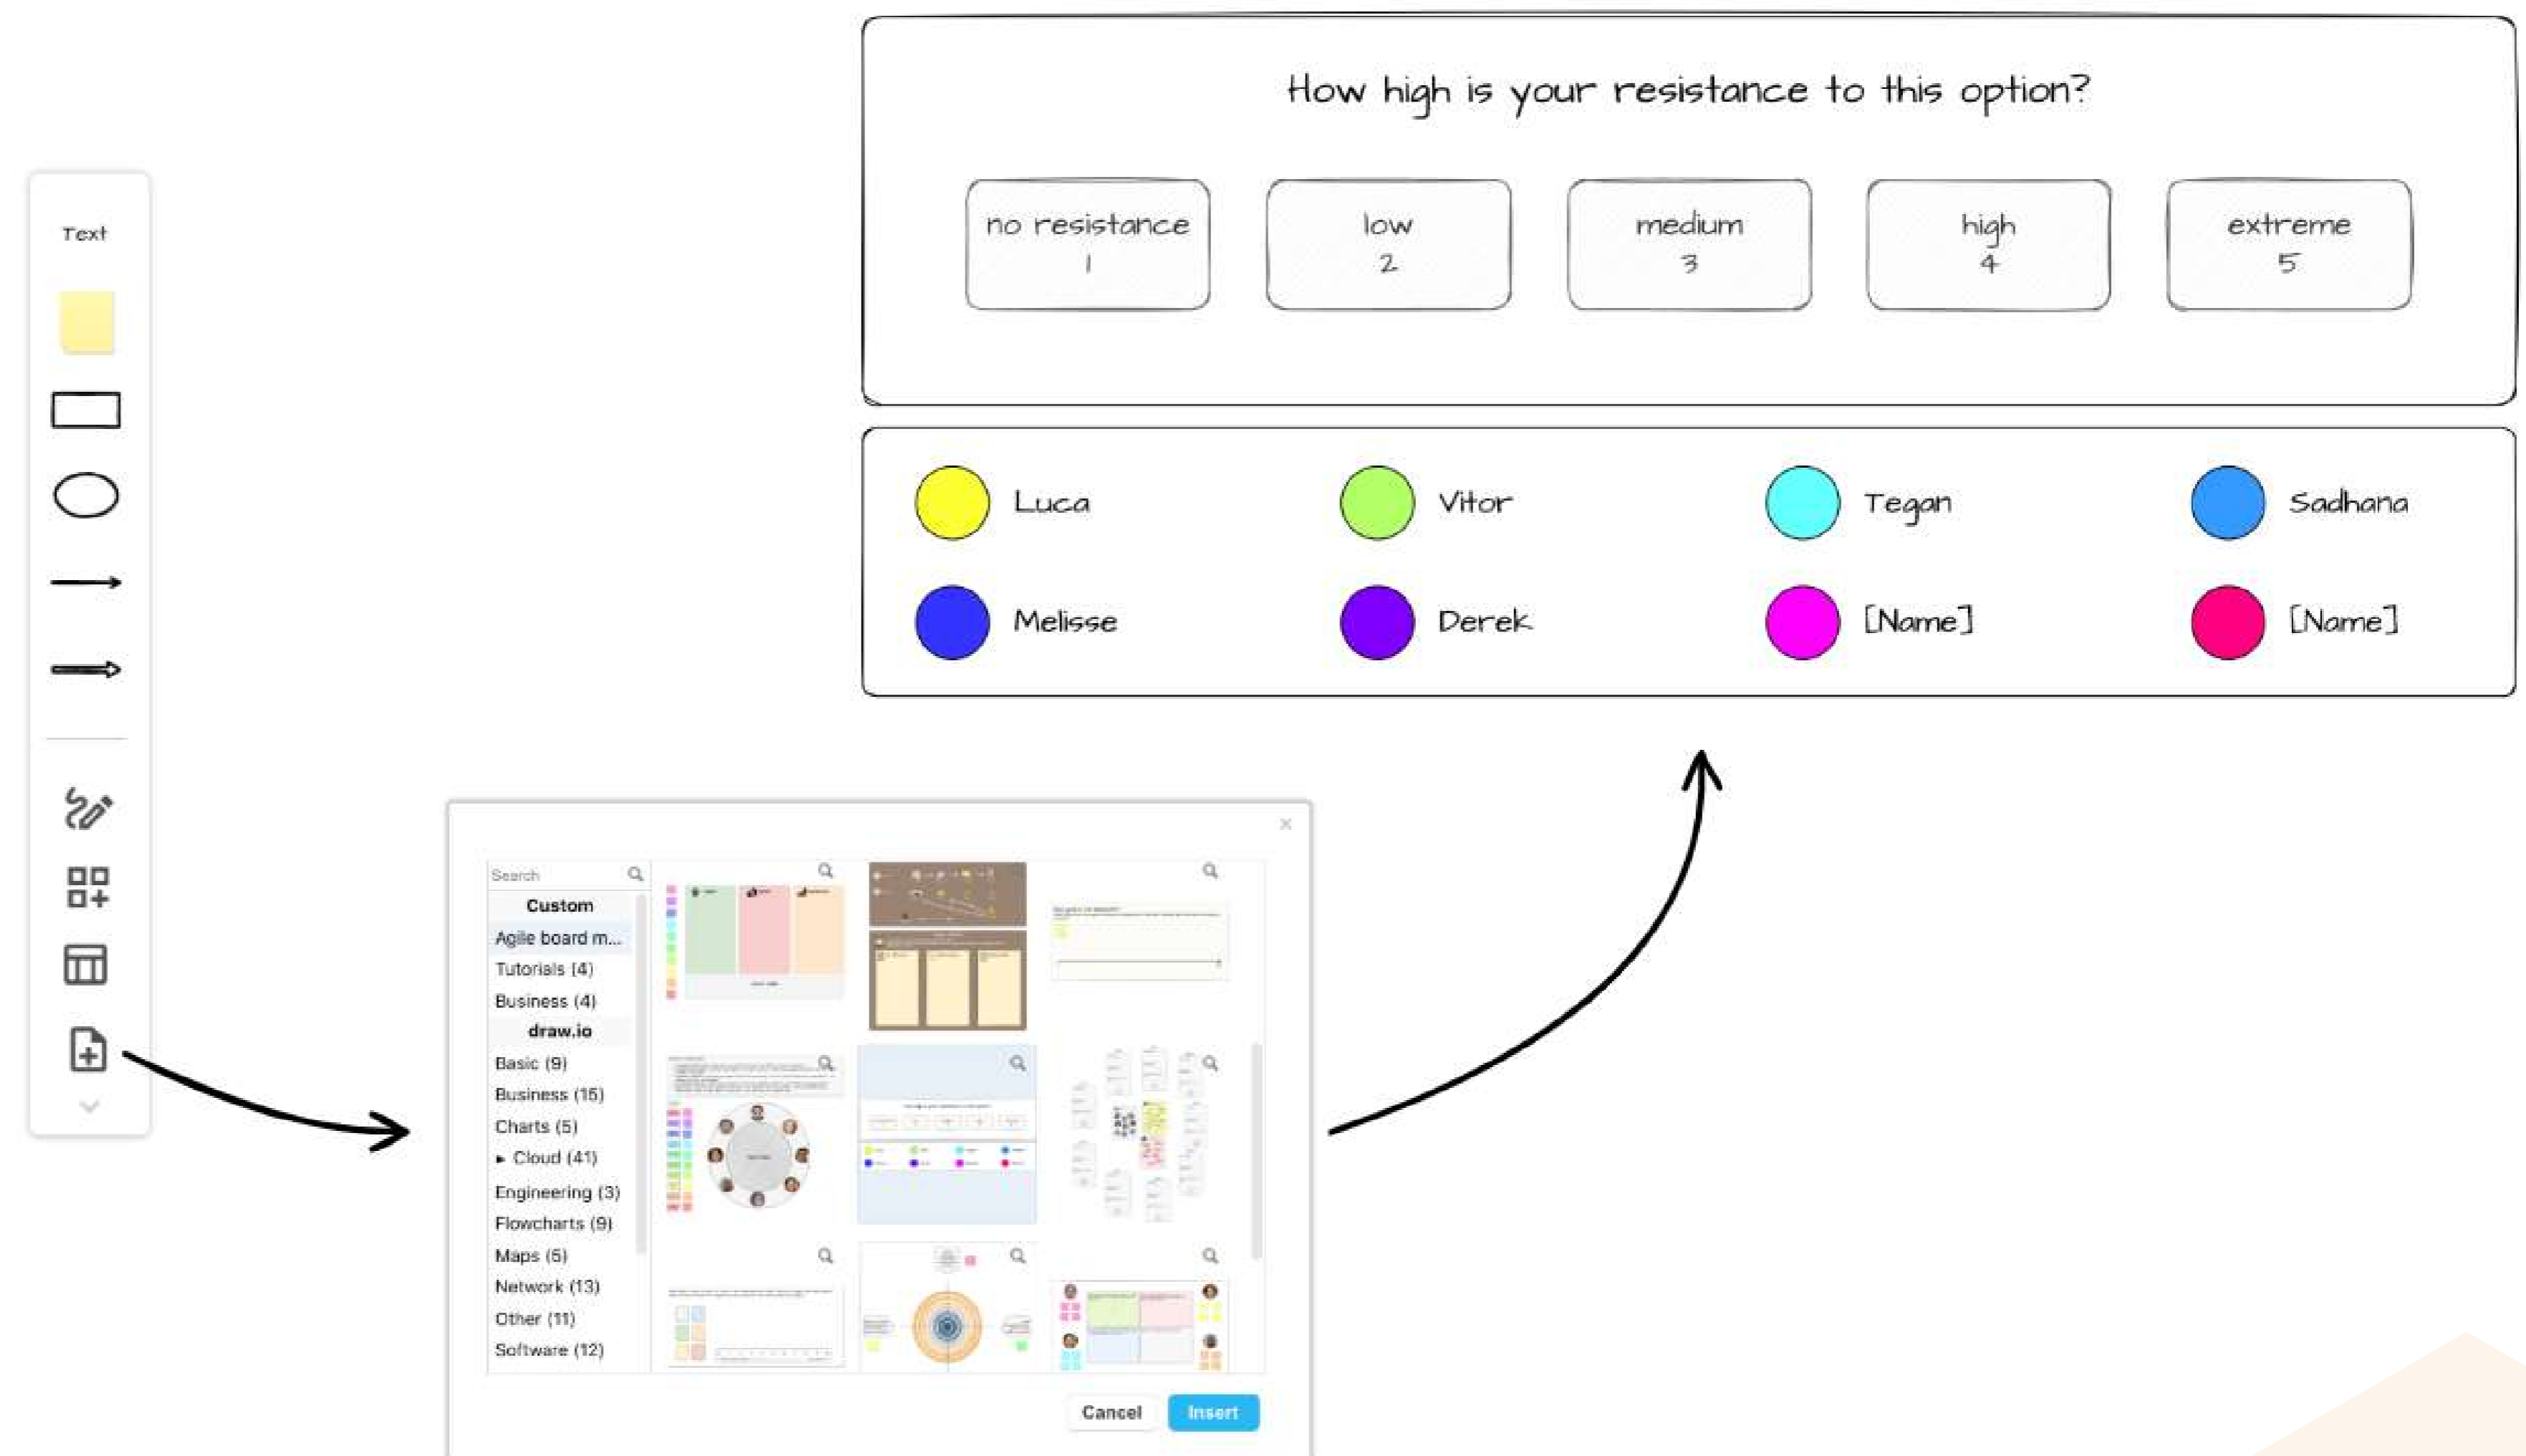 How high is your resistance to this option?
no resistance
1
low
2
medium
3
high
4
extreme
5
Text
Luca
Vitor
Tegan
Sadhana
Melisse
Derek
[Name]
[Name]
Search
Custom
Agile board m...
Tutorials (4)
Business (4)
draw.io
Basic (9)
Business (15)
Charts (5)
Cloud (41)
Engineering (3)
Flowcharts (9)
Maps (5)
Network (13)
Other (11)
Software (12)
Cancel
Insert